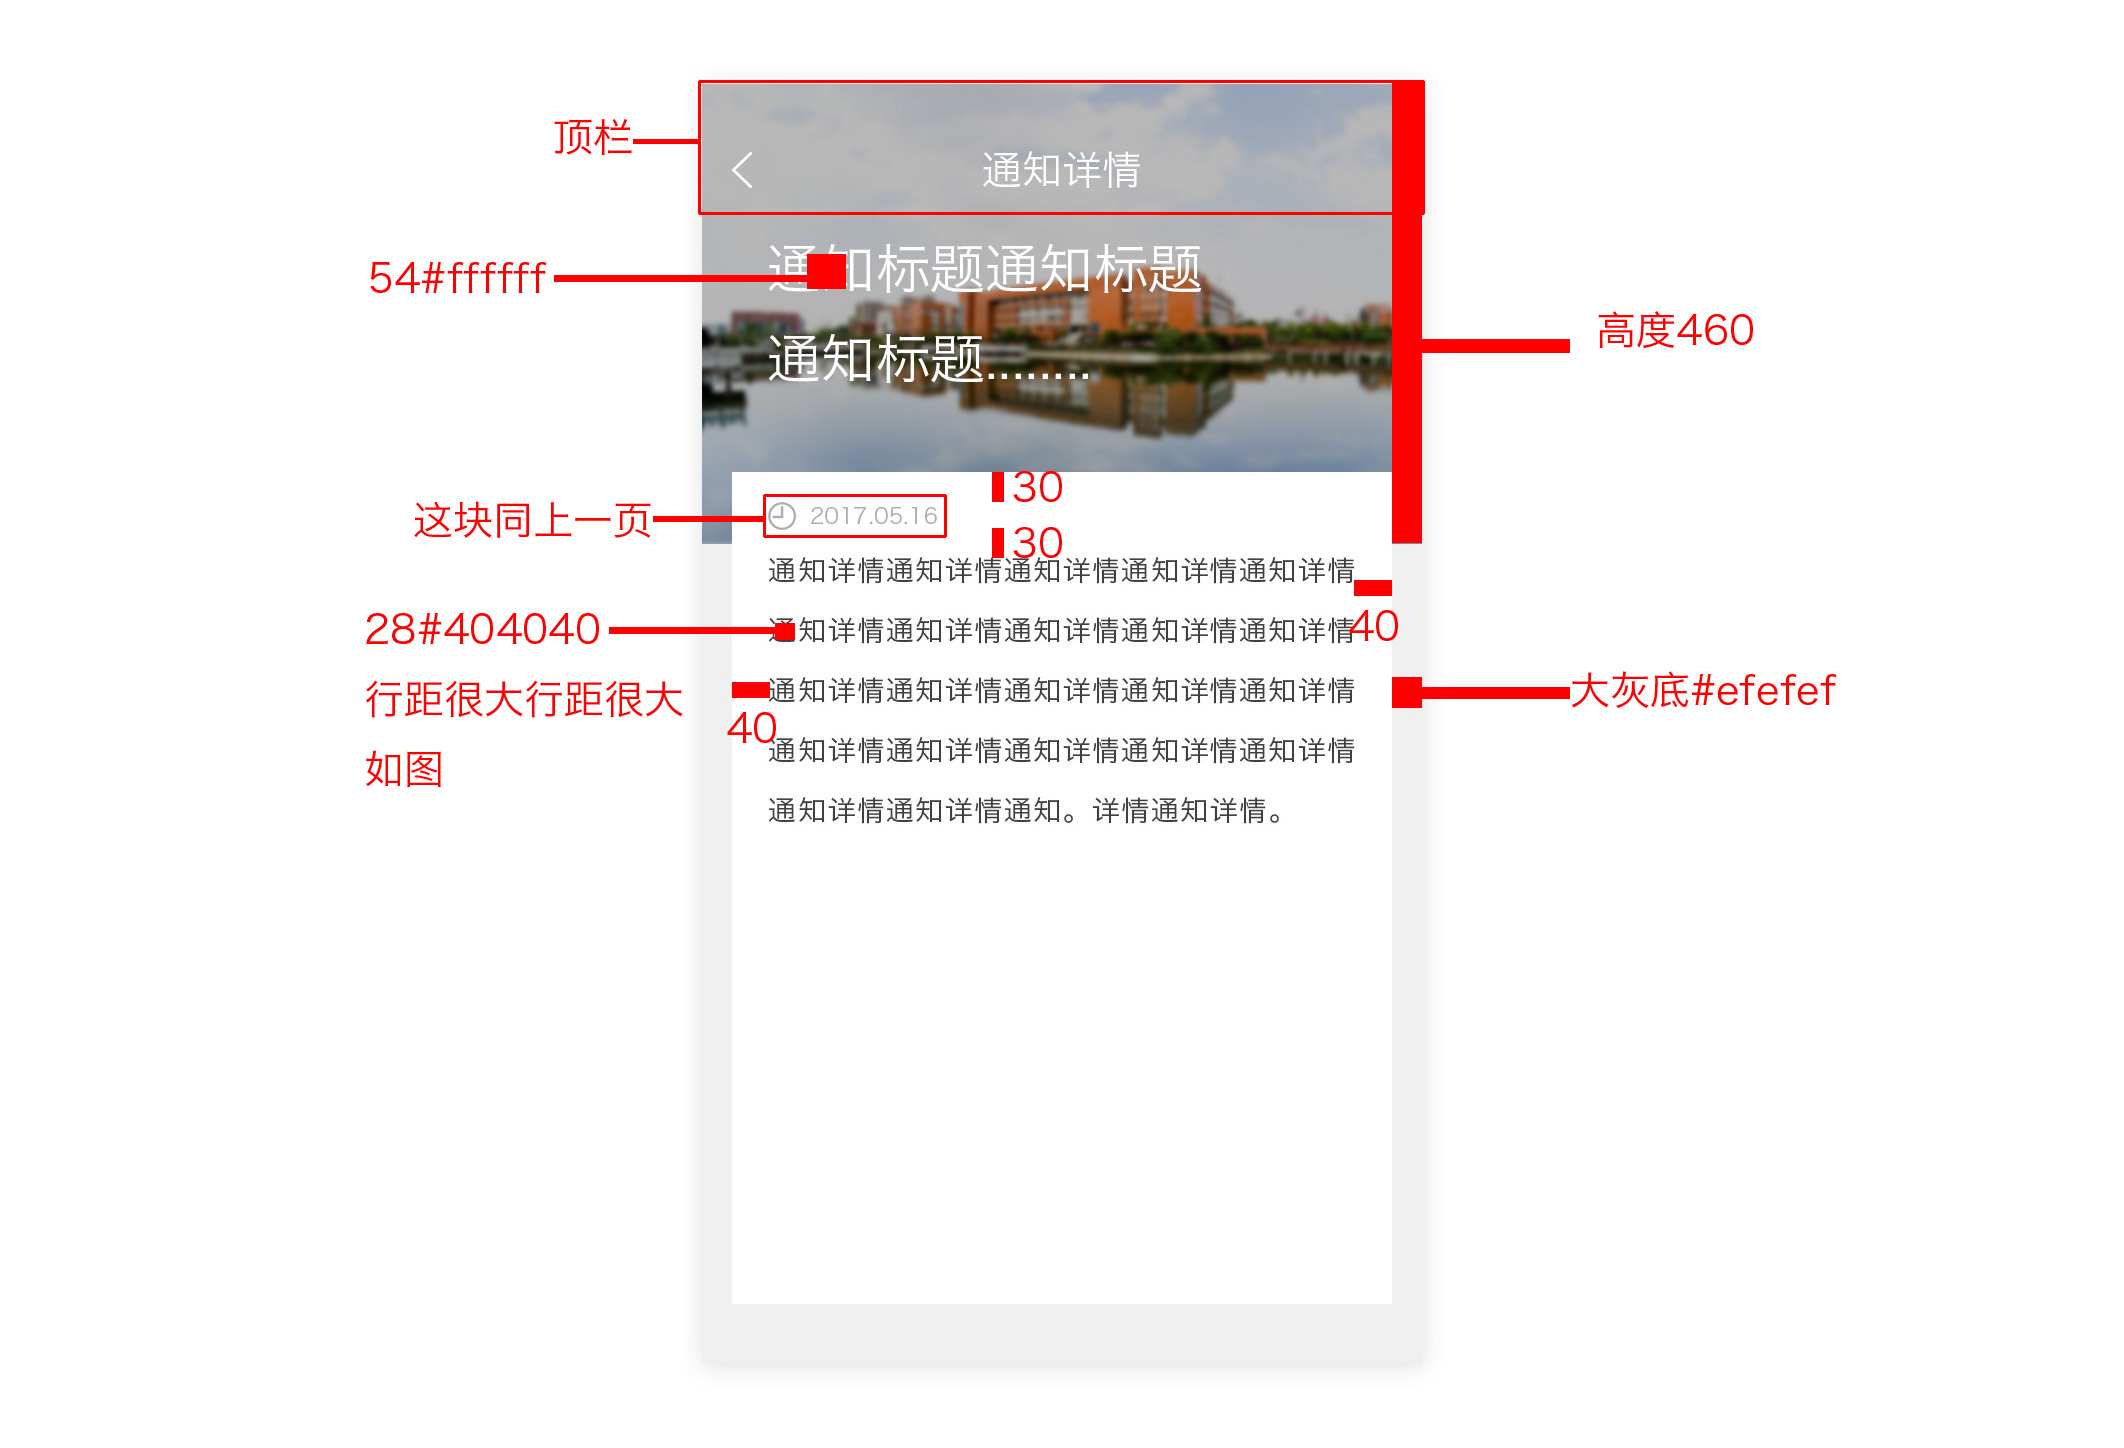 顶栏
通知详情
54#ffffff
通知标题通知标题
通知标题........
高度460
30
这块同上一页
2017.05.16
30
通知详情通知详情通知详情通知详情通知详情
28#404040
通知详情通知详情通知详情通知详情通知详情
40
行距很大行距很大
通知详情通知详情通知详情通知详情通知详情
大灰底#efefef
40
如图
通知详情通知详情通知详情通知详情通知详情
通知详情通知详情通知。详情通知详情。